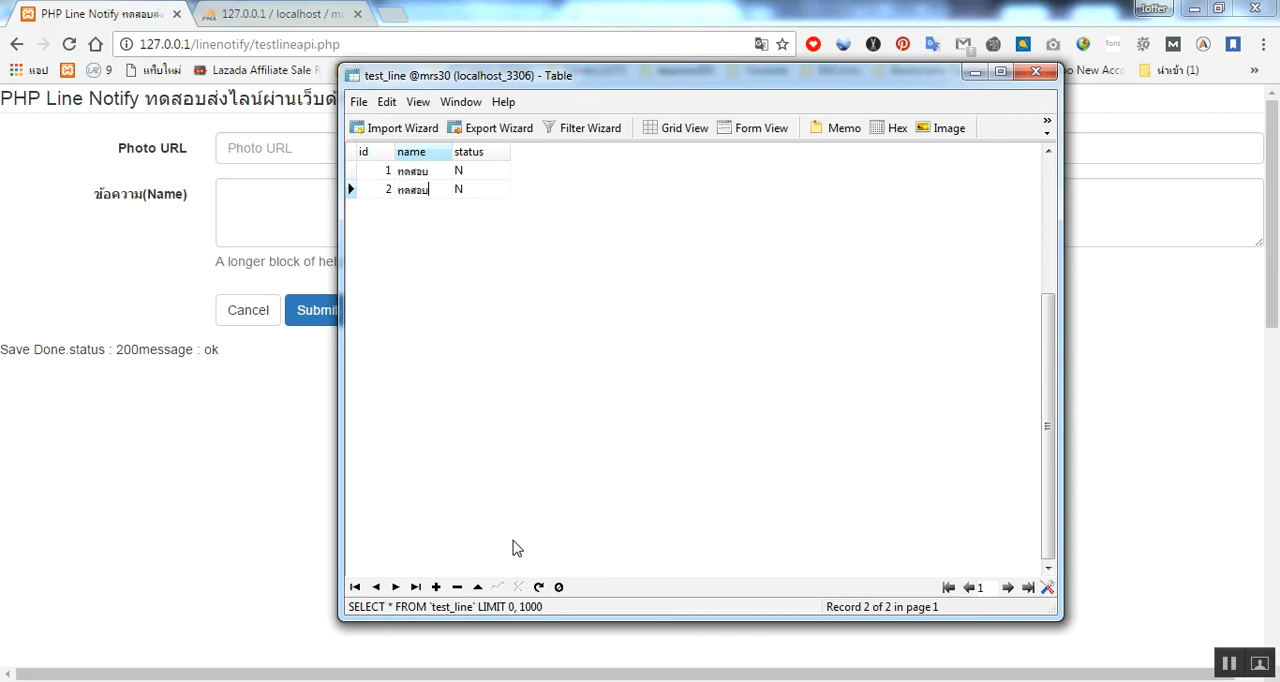 PHP Line Notify ทดสอบส่ง
127.0.0.1 / localhost / mr
Ioffer
127.0.0.1/linenotify/testlineapi.php
font
แอป
9
แท็บใหม่
Lazada Affiliate Sale R
no New Acco
นำเข้า (1)
PHP Line Notify ทดสอบส่งไลน์ผ่านเว็บด้
test_line @mrs30 (localhost_3306) - Table
File Edit View Window Help
Import Wizard Export Wizard Filter Wizard Grid View Form View Memo Hex Image
id name status
1 ทดสอบ N
2 ทดสอบ N
Photo URL
Photo URL
ข้อความ(Name)
A longer block of hel
Cancel
Submit
Save Done.status : 200message : ok
1
SELECT * FROM `test_line` LIMIT 0, 1000
Record 2 of 2 in page 1